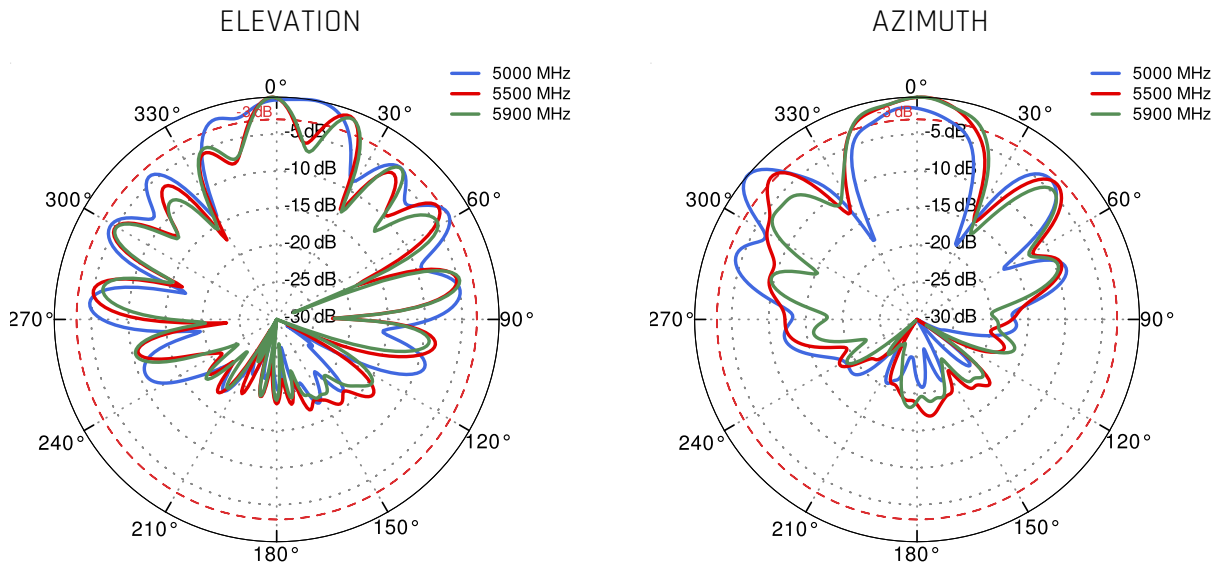 ELEVATION
5000 MHz
5500 MHz
5900 MHz
0°
30°
60°
90°
120°
150°
180°
210°
240°
270°
300°
330°
-3 dB
-5 dB
-10 dB
-15 dB
-20 dB
-25 dB
-30 dB
AZIMUTH
5000 MHz
5500 MHz
5900 MHz
0°
30°
60°
90°
120°
150°
180°
210°
240°
270°
300°
330°
-3 dB
-5 dB
-10 dB
-15 dB
-20 dB
-25 dB
-30 dB